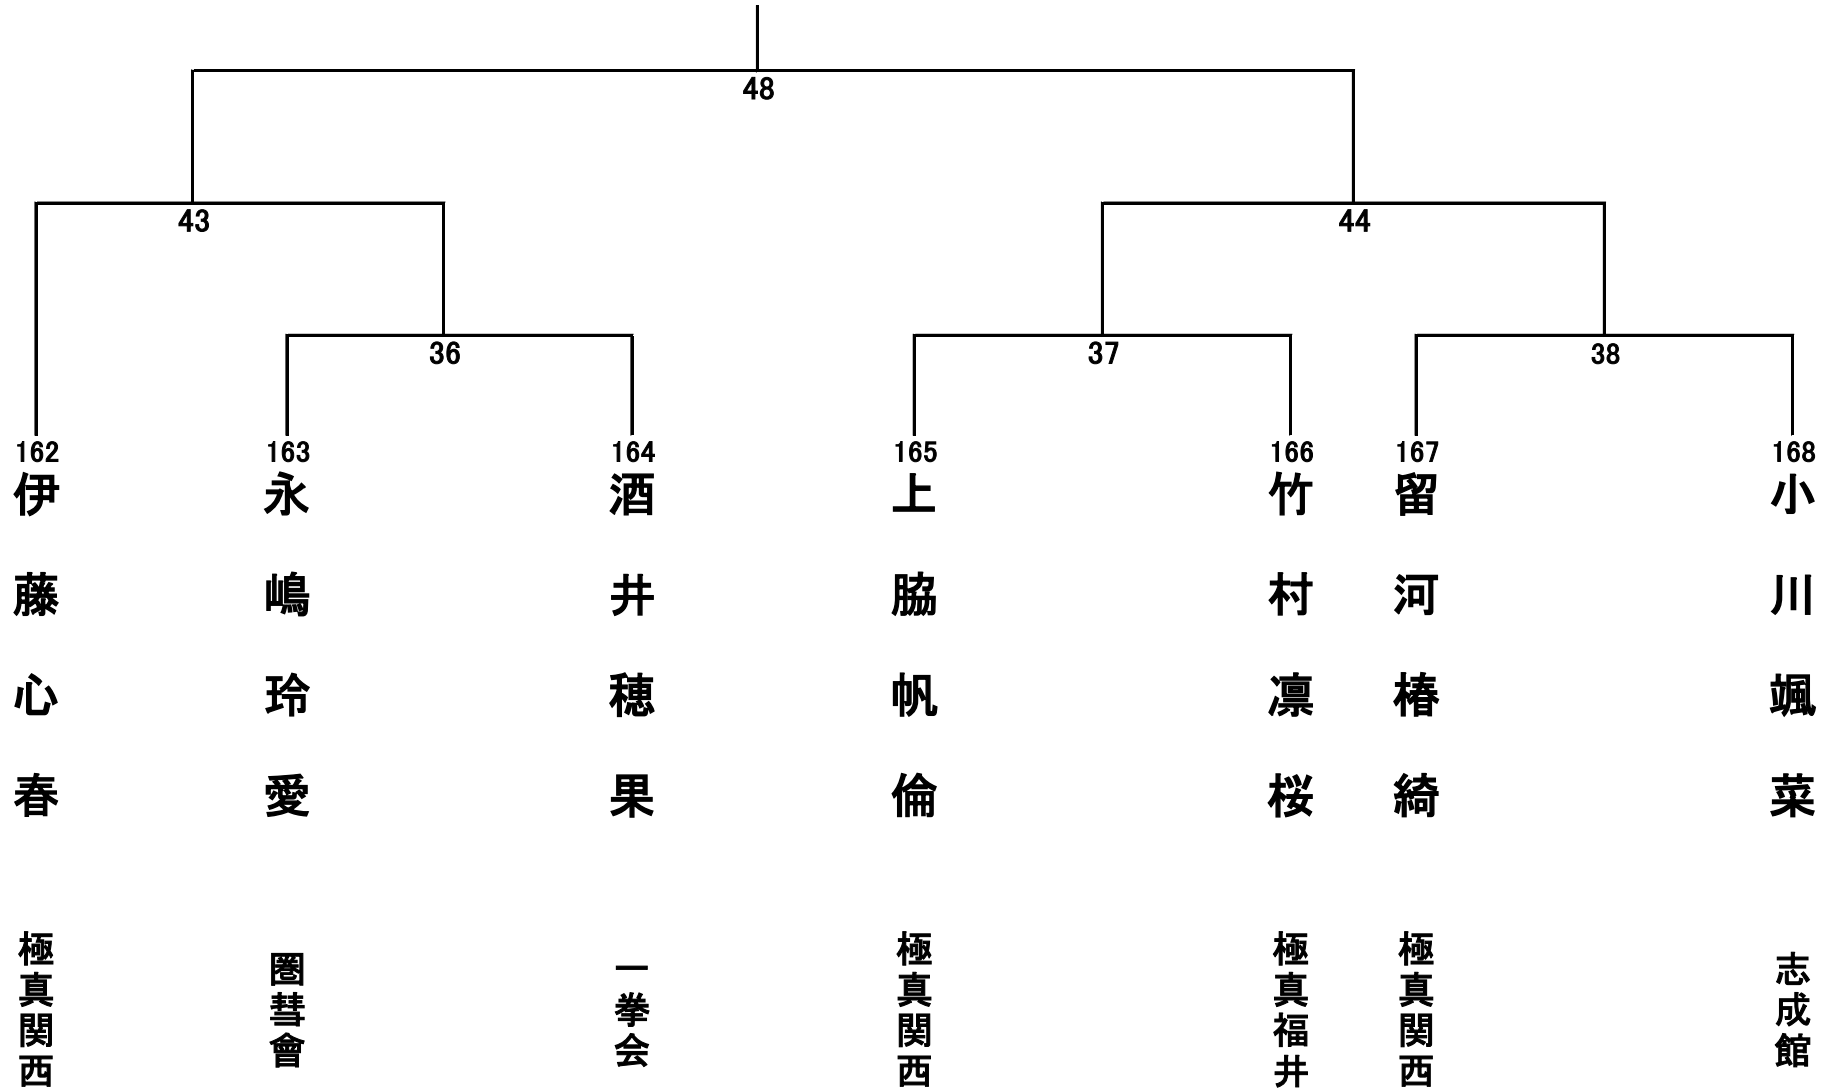 48
43
44
36
37
38
162
伊藤心春
極真関西
163
永嶋玲愛
圏彗會
164
酒井穂果
一拳会
165
上脇帆倫
極真関西
166
竹村凛桜
極真福井
167
留河椿綺
極真関西
168
小川颯菜
志成館